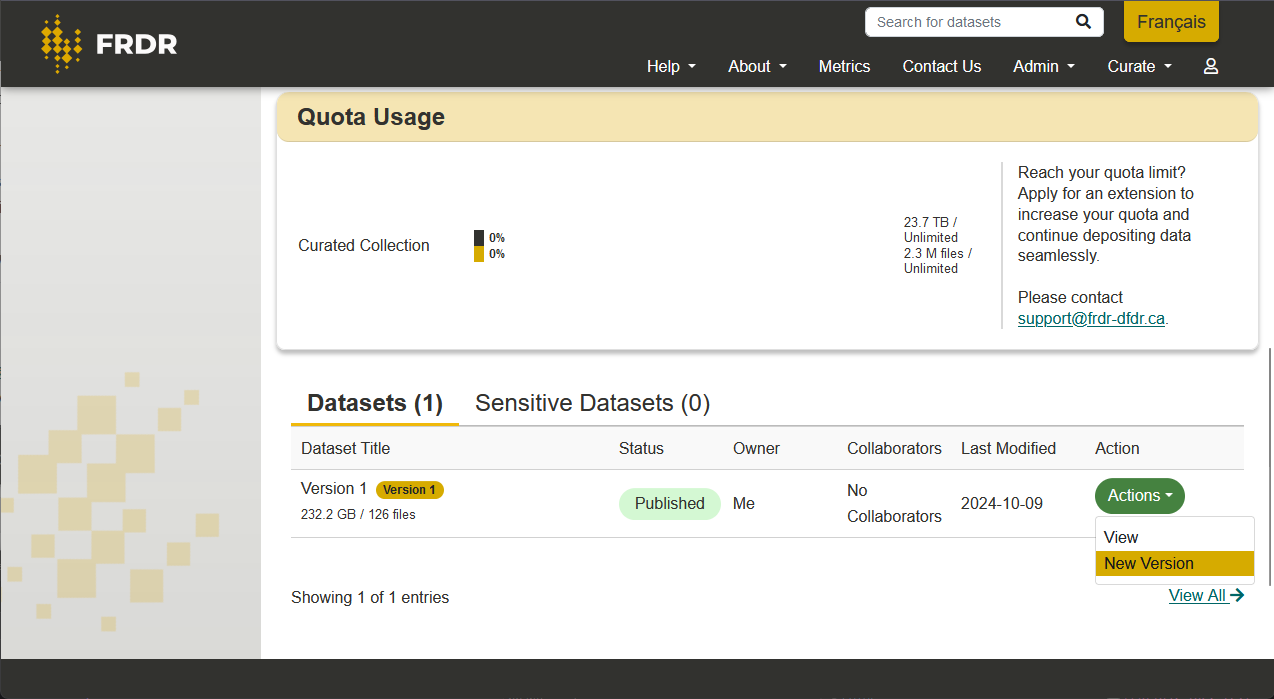 FRDR
Search for datasets
Français
Help
About
Metrics
Contact Us
Admin
Curate
Quota Usage
Curated Collection
0%
0%
23.7 TB /
Unlimited
2.3 M files /
Unlimited
Reach your quota limit?
Apply for an extension to
increase your quota and
continue depositing data
seamlessly.
Please contact
support@frdr-dfdr.ca.
Datasets (1)
Sensitive Datasets (0)
Dataset Title
Status
Owner
Collaborators
Last Modified
Action
Version 1
Version 1
232.2 GB / 126 files
Published
Me
No
Collaborators
2024-10-09
Actions
View
New Version
Showing 1 of 1 entries
View All